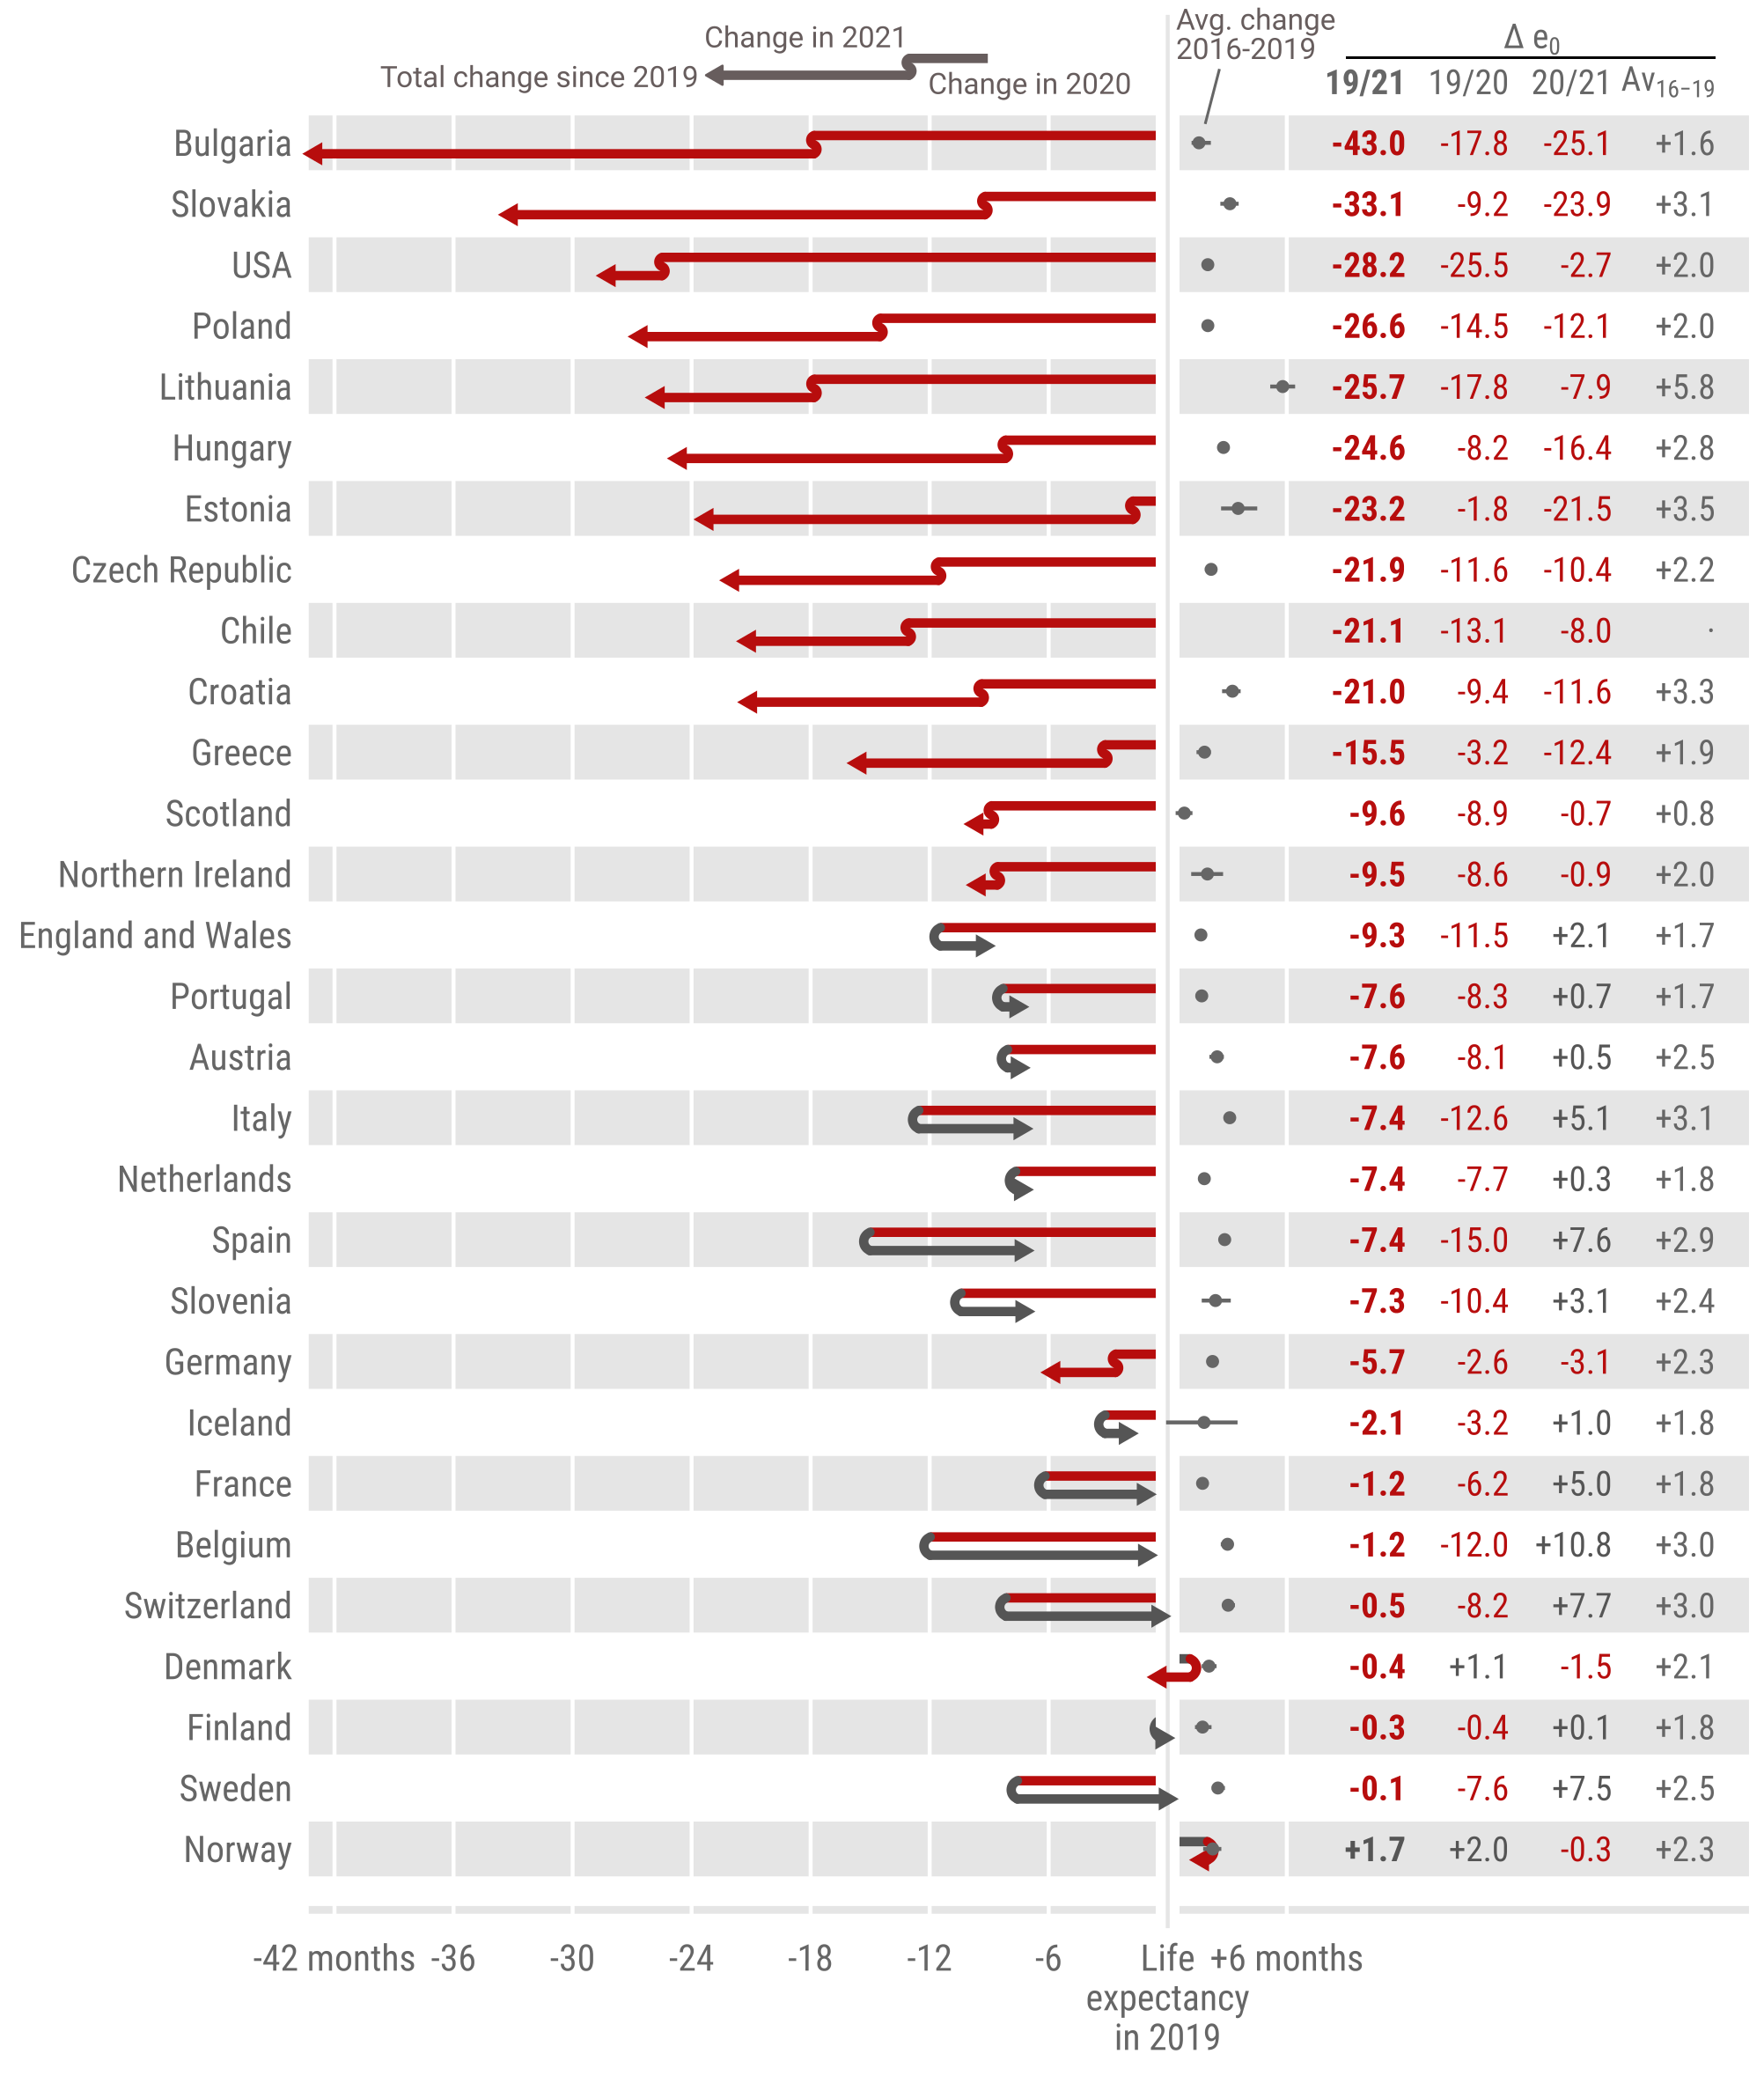 Change in 2021
Total change since 2019
Change in 2020
Avg. change
2016-2019
Δ e0
19/21 19/20 20/21 Av16−19
Bulgaria -43.0 -17.8 -25.1 +1.6
Slovakia -33.1 -9.2 -23.9 +3.1
USA -28.2 -25.5 -2.7 +2.0
Poland -26.6 -14.5 -12.1 +2.0
Lithuania -25.7 -17.8 -7.9 +5.8
Hungary -24.6 -8.2 -16.4 +2.8
Estonia -23.2 -1.8 -21.5 +3.5
Czech Republic -21.9 -11.6 -10.4 +2.2
Chile -21.1 -13.1 -8.0 ·
Croatia -21.0 -9.4 -11.6 +3.3
Greece -15.5 -3.2 -12.4 +1.9
Scotland -9.6 -8.9 -0.7 +0.8
Northern Ireland -9.5 -8.6 -0.9 +2.0
England and Wales -9.3 -11.5 +2.1 +1.7
Portugal -7.6 -8.3 +0.7 +1.7
Austria -7.6 -8.1 +0.5 +2.5
Italy -7.4 -12.6 +5.1 +3.1
Netherlands -7.4 -7.7 +0.3 +1.8
Spain -7.4 -15.0 +7.6 +2.9
Slovenia -7.3 -10.4 +3.1 +2.4
Germany -5.7 -2.6 -3.1 +2.3
Iceland -2.1 -3.2 +1.0 +1.8
France -1.2 -6.2 +5.0 +1.8
Belgium -1.2 -12.0 +10.8 +3.0
Switzerland -0.5 -8.2 +7.7 +3.0
Denmark -0.4 +1.1 -1.5 +2.1
Finland -0.3 -0.4 +0.1 +1.8
Sweden -0.1 -7.6 +7.5 +2.5
Norway +1.7 +2.0 -0.3 +2.3
-42 months -36 -30 -24 -18 -12 -6 Life +6 months
expectancy
in 2019